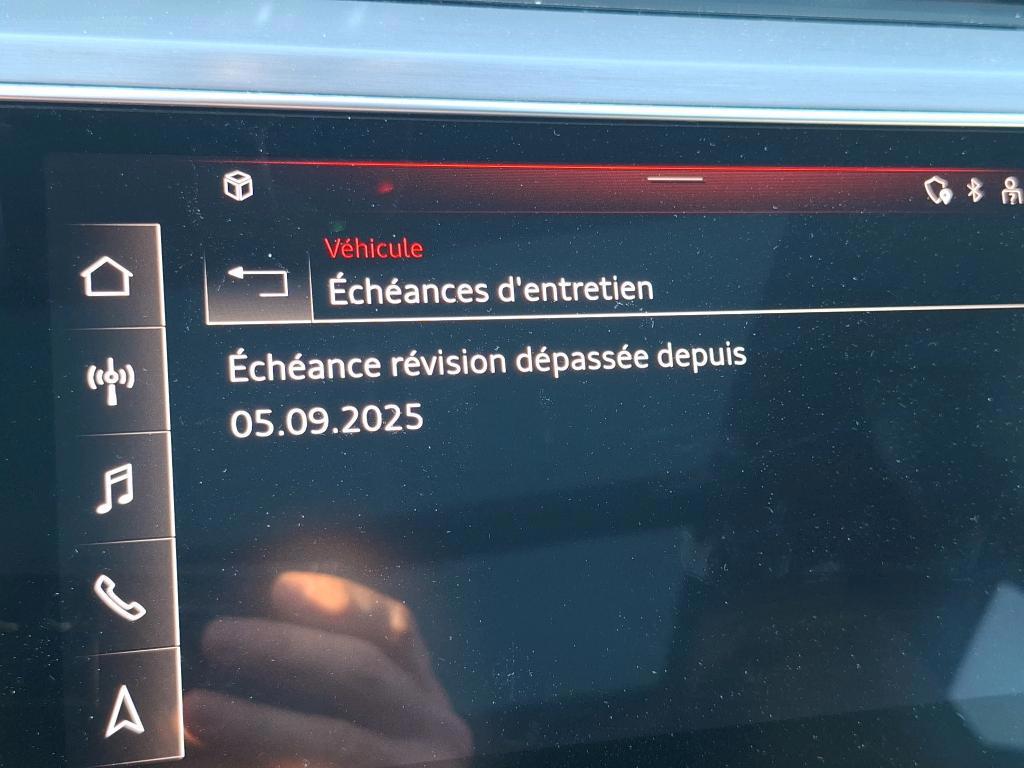 Véhicule
Échéances d'entretien
Échéance révision dépassée depuis
05.09.2025